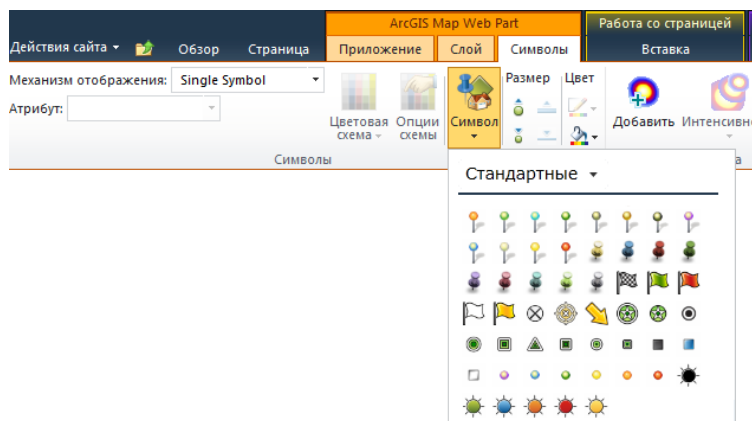 ArcGIS Map Web Part
Работа со страницей
Действия сайта
Обзор
Страница
Приложение
Слой
Символы
Вставка
Механизм отображения:
Single Symbol
Атрибут:
Цветовая схема
Опции схемы
Символ
Размер
Цвет
Добавить
Интенсивно
Символы
а
Стандартные